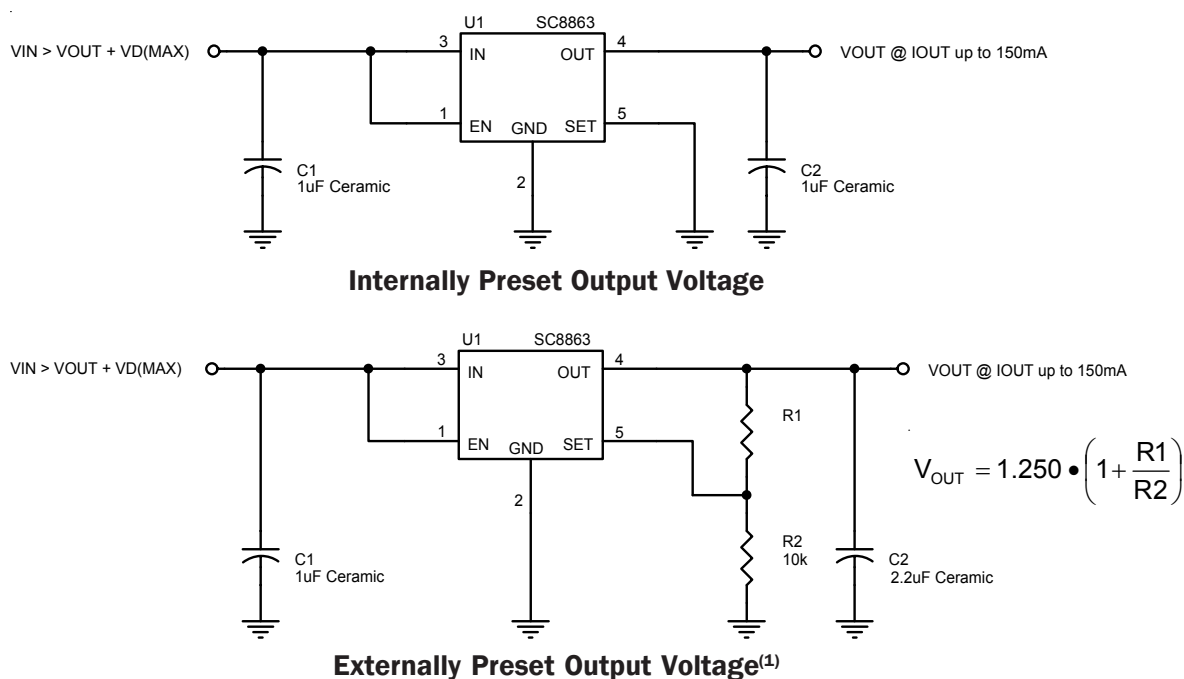 U1 SC8863
VIN > VOUT + VD(MAX) 3 IN OUT 4 VOUT @ IOUT up to 150mA
1 EN GND SET 5
C1
1uF Ceramic
2
C2
1uF Ceramic
Internally Preset Output Voltage
U1 SC8863
VIN > VOUT + VD(MAX) 3 IN OUT 4 VOUT @ IOUT up to 150mA
R1
1 EN GND SET 5
V_OUT = 1.250 • (1 + R1/R2)
2
C1
1uF Ceramic
R2
10k
C2
2.2uF Ceramic
Externally Preset Output Voltage(1)